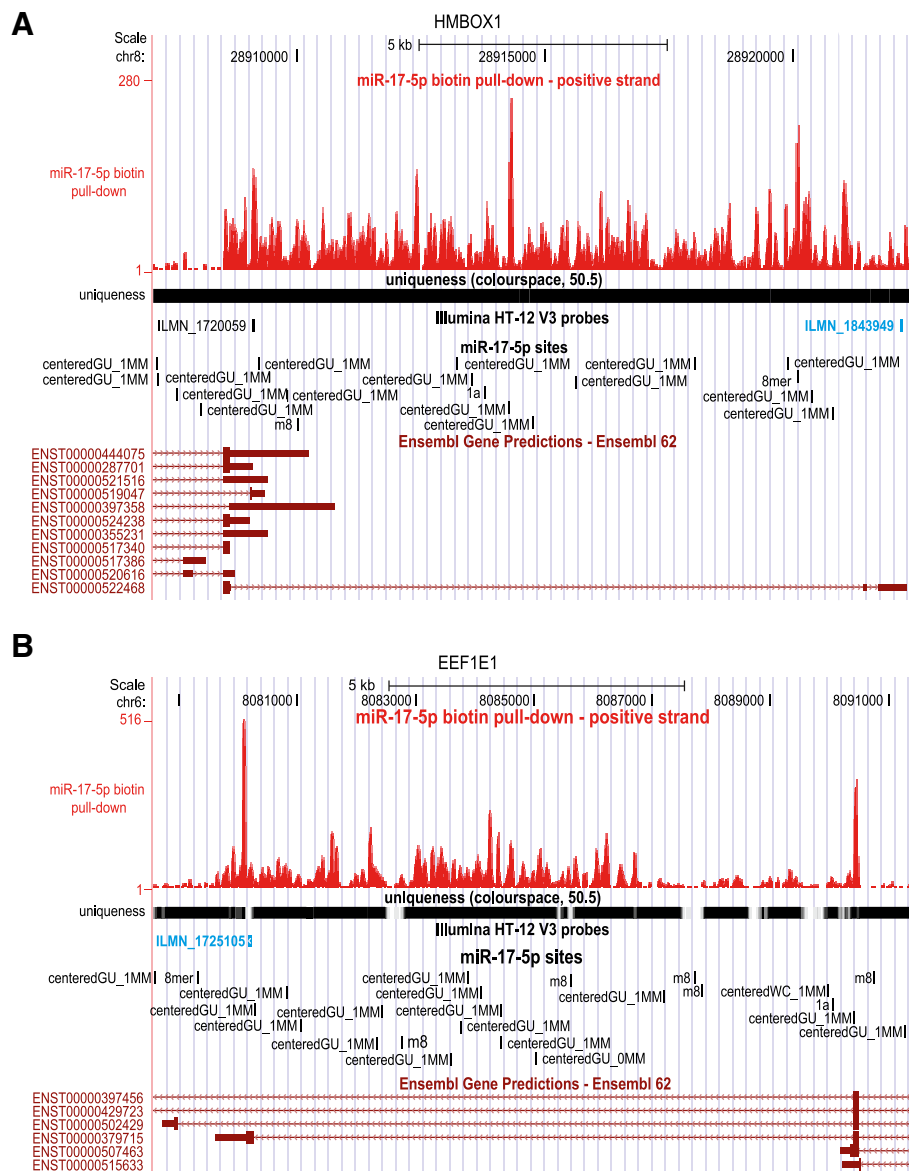 A
HMBOX1
Scale
5 kb
chr8:
28910000
28915000
28920000
280
miR-17-5p biotin pull-down - positive strand
miR-17-5p biotin
pull-down
1
uniqueness (colourspace, 50.5)
uniqueness
Illumina HT-12 V3 probes
ILMN_1720059
ILMN_1843949
miR-17-5p sites
centeredGU_1MM centeredGU_1MM centeredGU_1MM centeredGU_1MM centeredGU_1MM
centeredGU_1MM centeredGU_1MM centeredGU_1MM centeredGU_1MM 8mer
centeredGU_1MM centeredGU_1MM 1a centeredGU_1MM
centeredGU_1MM centeredGU_1MM centeredGU_1MM
m8 centeredGU_1MM
Ensembl Gene Predictions - Ensembl 62
ENST00000444075
ENST00000287701
ENST00000521516
ENST00000519047
ENST00000397358
ENST00000524238
ENST00000355231
ENST00000517340
ENST00000517386
ENST00000520616
ENST00000522468
B
EEF1E1
Scale
5 kb
chr6:
8081000
8083000
8085000
8087000
8089000
8091000
516
miR-17-5p biotin pull-down - positive strand
miR-17-5p biotin
pull-down
1
uniqueness (colourspace, 50.5)
uniqueness
Illumina HT-12 V3 probes
ILMN_1725105
miR-17-5p sites
centeredGU_1MM 8mer centeredGU_1MM m8 m8 m8
centeredGU_1MM centeredGU_1MM centeredGU_1MM m8 centeredWC_1MM
centeredGU_1MM centeredGU_1MM centeredGU_1MM 1a
centeredGU_1MM centeredGU_1MM centeredGU_1MM
centeredGU_1MM m8 centeredGU_1MM centeredGU_1MM
centeredGU_1MM centeredGU_0MM
Ensembl Gene Predictions - Ensembl 62
ENST00000397456
ENST00000429723
ENST00000502429
ENST00000379715
ENST00000507463
ENST00000515633